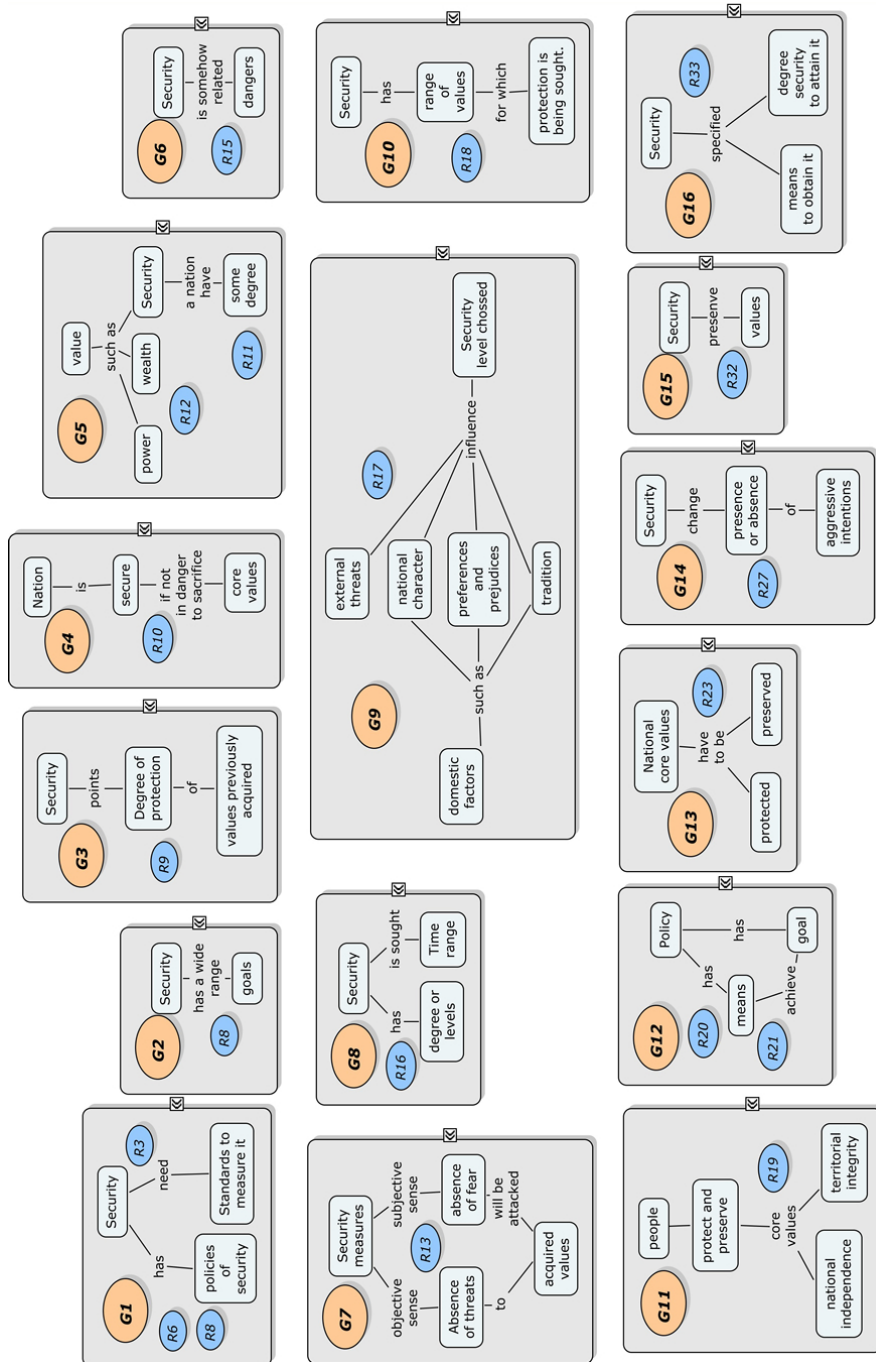 G1
R6
R8
R3
Security
has
need
policies
of
security
Standards to
measure it
G2
R8
Security
has a wide
range
goals
G3
R9
Security
points
Degree of
protection
of
values previously
acquired
G4
R10
Nation
is
secure
if not
in danger
to sacrifice
core
values
G5
R12
R11
value
such as
power
wealth
Security
a nation
have
some
degree
G6
R15
Security
is somehow
related
dangers
G7
R13
Security
measures
objective
sense
subjective
sense
Absence
of threats
absence
of fear
to
will be
attacked
acquired
values
G8
R16
Security
has
is sought
degree or
levels
Time
range
G9
R17
domestic
factors
such as
external
threats
national
character
preferences
and
prejudices
tradition
influence
Security
level chossed
G10
R18
Security
has
range
of
values
for which
protection is
being sought.
G11
R19
people
protect and
preserve
core
values
national
independence
territorial
integrity
G12
R20
R21
Policy
has
has
means
achieve
goal
G13
R23
National
core values
have
to be
protected
preserved
G14
R27
Security
change
presence
or absence
of
aggressive
intentions
G15
R32
Security
preserve
values
G16
R33
Security
specified
means
to obtain it
degree
security
to attain it